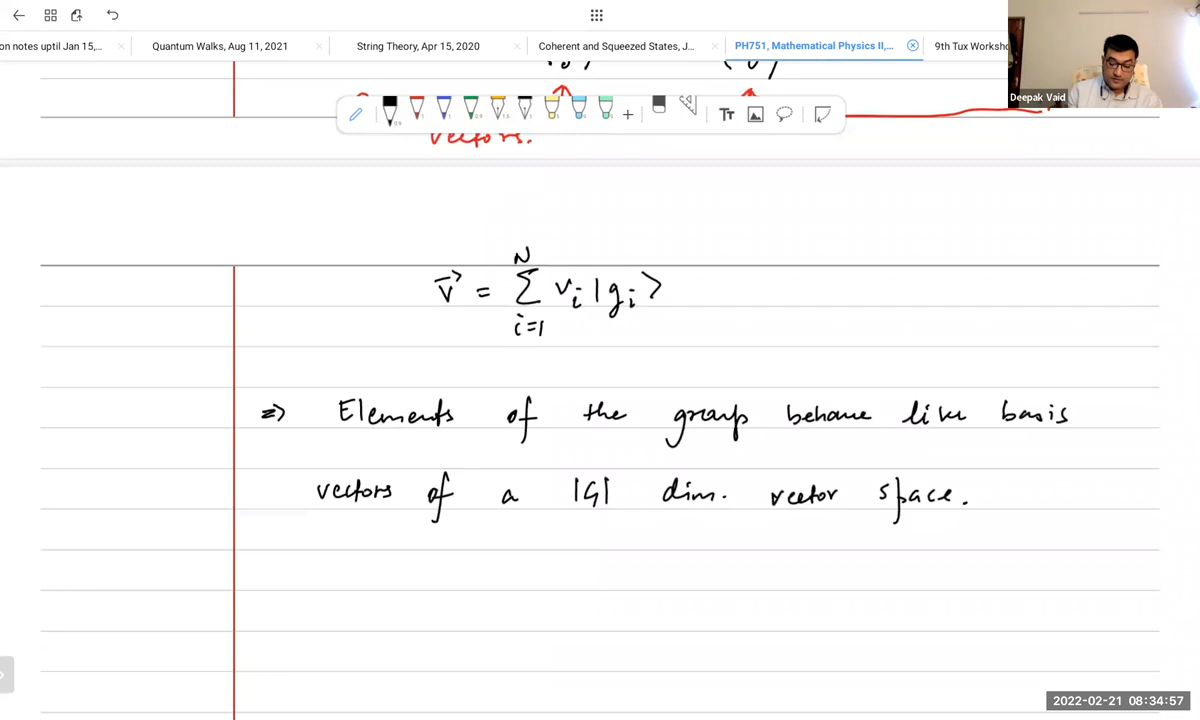 on notes uptil Jan 15,...
Quantum Walks, Aug 11, 2021
String Theory, Apr 15, 2020
Coherent and Squeezed States, J...
PH751, Mathematical Physics II,...
9th Tux Worksho
Deepak Vaid
Tт
vectors.
N
v⃗ = Σ vᵢ |gᵢ⟩
i=1
=> Elements of the group behave like basis
vectors of a |G| dim. vector space.
2022-02-21 08:34:57